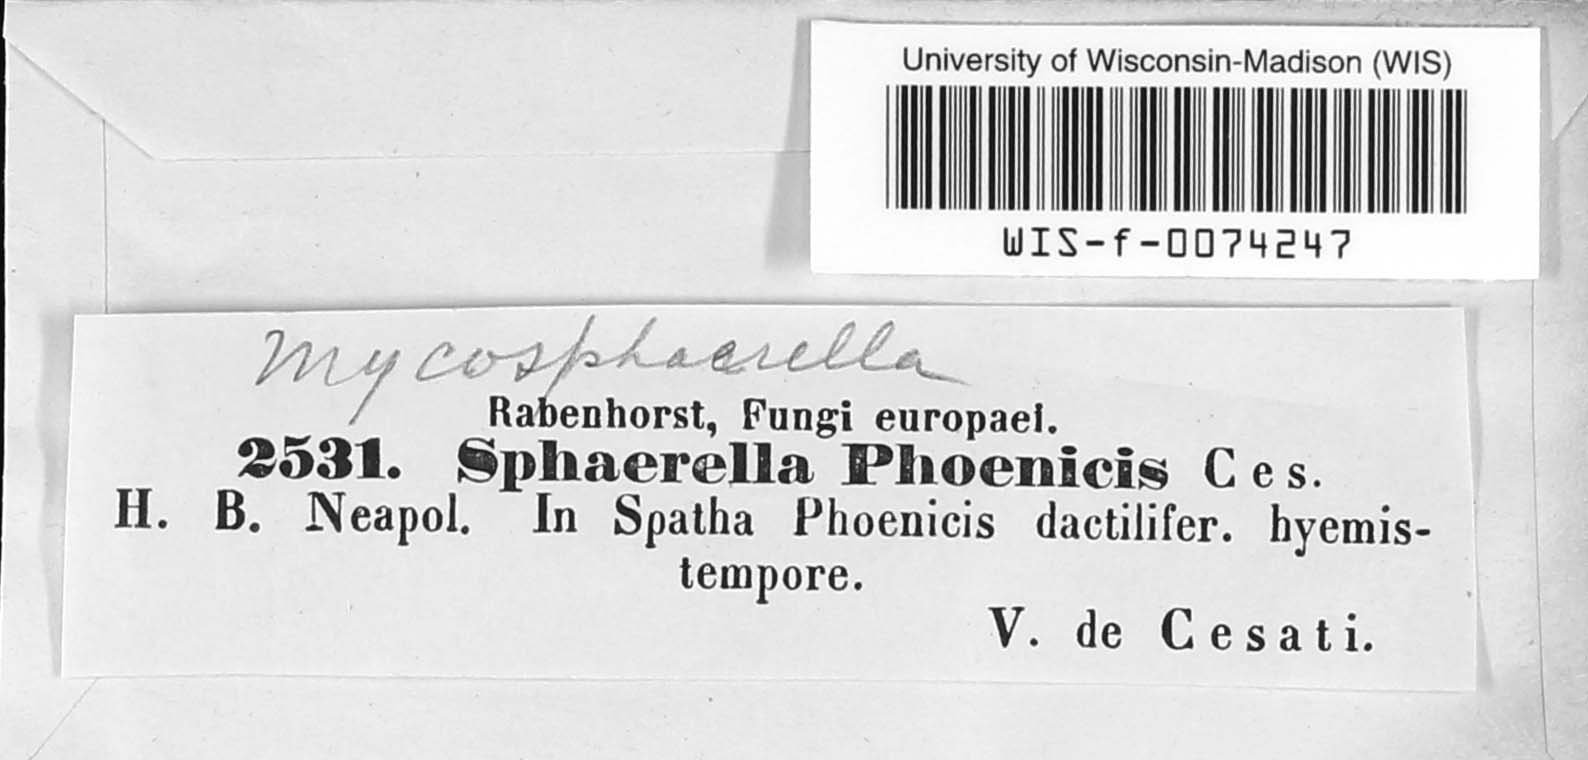 University of Wisconsin-Madison (WIS)
WIS-f-0074247
Mycosphaerella
Rabenhorst, Fungi europaei.
2531. Sphaerella Phoenicis Ces.
H. B. Neapol. In Spatha Phoenicis dactilifer. hyemis-
tempore.
V. de Cesati.